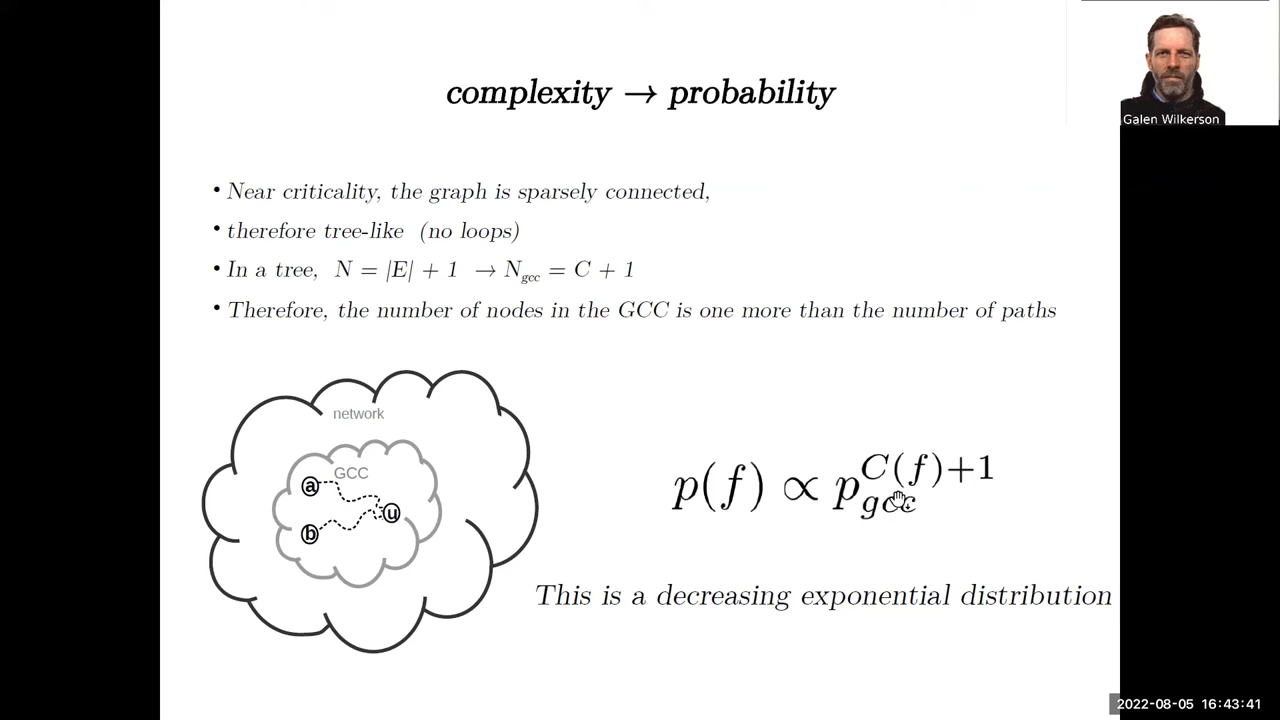 complexity → probability
Galen Wilkerson
• Near criticality, the graph is sparsely connected,
• therefore tree-like (no loops)
• In a tree, N = |E| + 1 → N_gcc = C + 1
• Therefore, the number of nodes in the GCC is one more than the number of paths
network
GCC
a
u
b
p(f) ∝ p_gcc^C(f)+1
This is a decreasing exponential distribution
2022-08-05 16:43:41